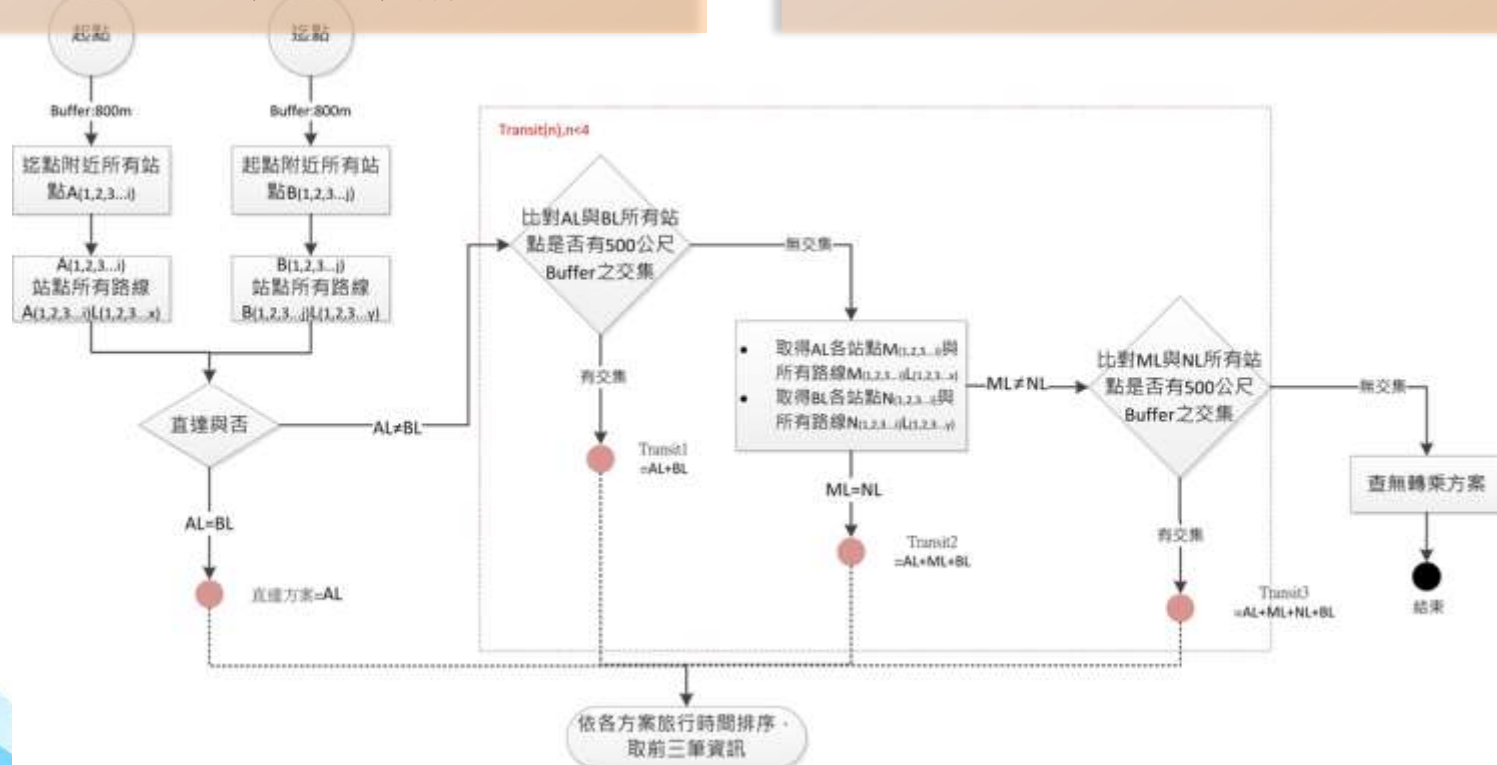 起點
迄點
Buffer:800m
Buffer:800m
迄點附近所有站
點A(1,2,3...i)
起點附近所有站
點B(1,2,3...j)
A(1,2,3...i)
站點所有路線
A(1,2,3...i)L(1,2,3...x)
B(1,2,3...j)
站點所有路線
B(1,2,3...j)L(1,2,3...y)
直達與否
AL≠BL
AL=BL
直達方案=AL
Transit(n),n<4
比對AL與BL所有站
點是否有500公尺
Buffer之交集
無交集
有交集
Transit1
=AL+BL
• 取得AL各站點M(1,2,3...i)與
所有路線M(1,2,3...i)L(1,2,3...x)
• 取得BL各站點N(1,2,3...i)與
所有路線N(1,2,3...i)L(1,2,3...y)
ML≠NL
ML=NL
Transit2
=AL+ML+BL
比對ML與NL所有站
點是否有500公尺
Buffer之交集
無交集
有交集
Transit3
=AL+ML+NL+BL
查無轉乘方案
結束
依各方案旅行時間排序，
取前三筆資訊